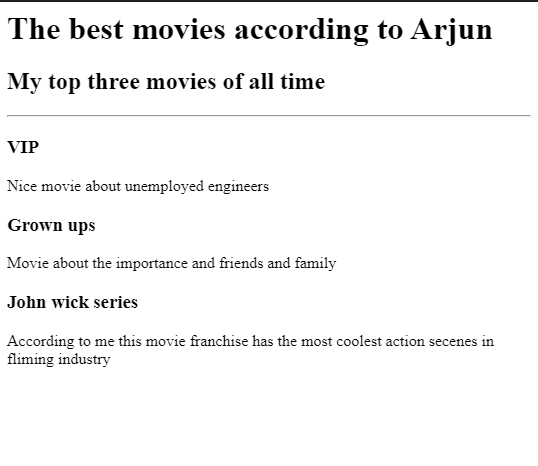 The best movies according to Arjun
My top three movies of all time
VIP
Nice movie about unemployed engineers
Grown ups
Movie about the importance and friends and family
John wick series
According to me this movie franchise has the most coolest action secenes in
fliming industry